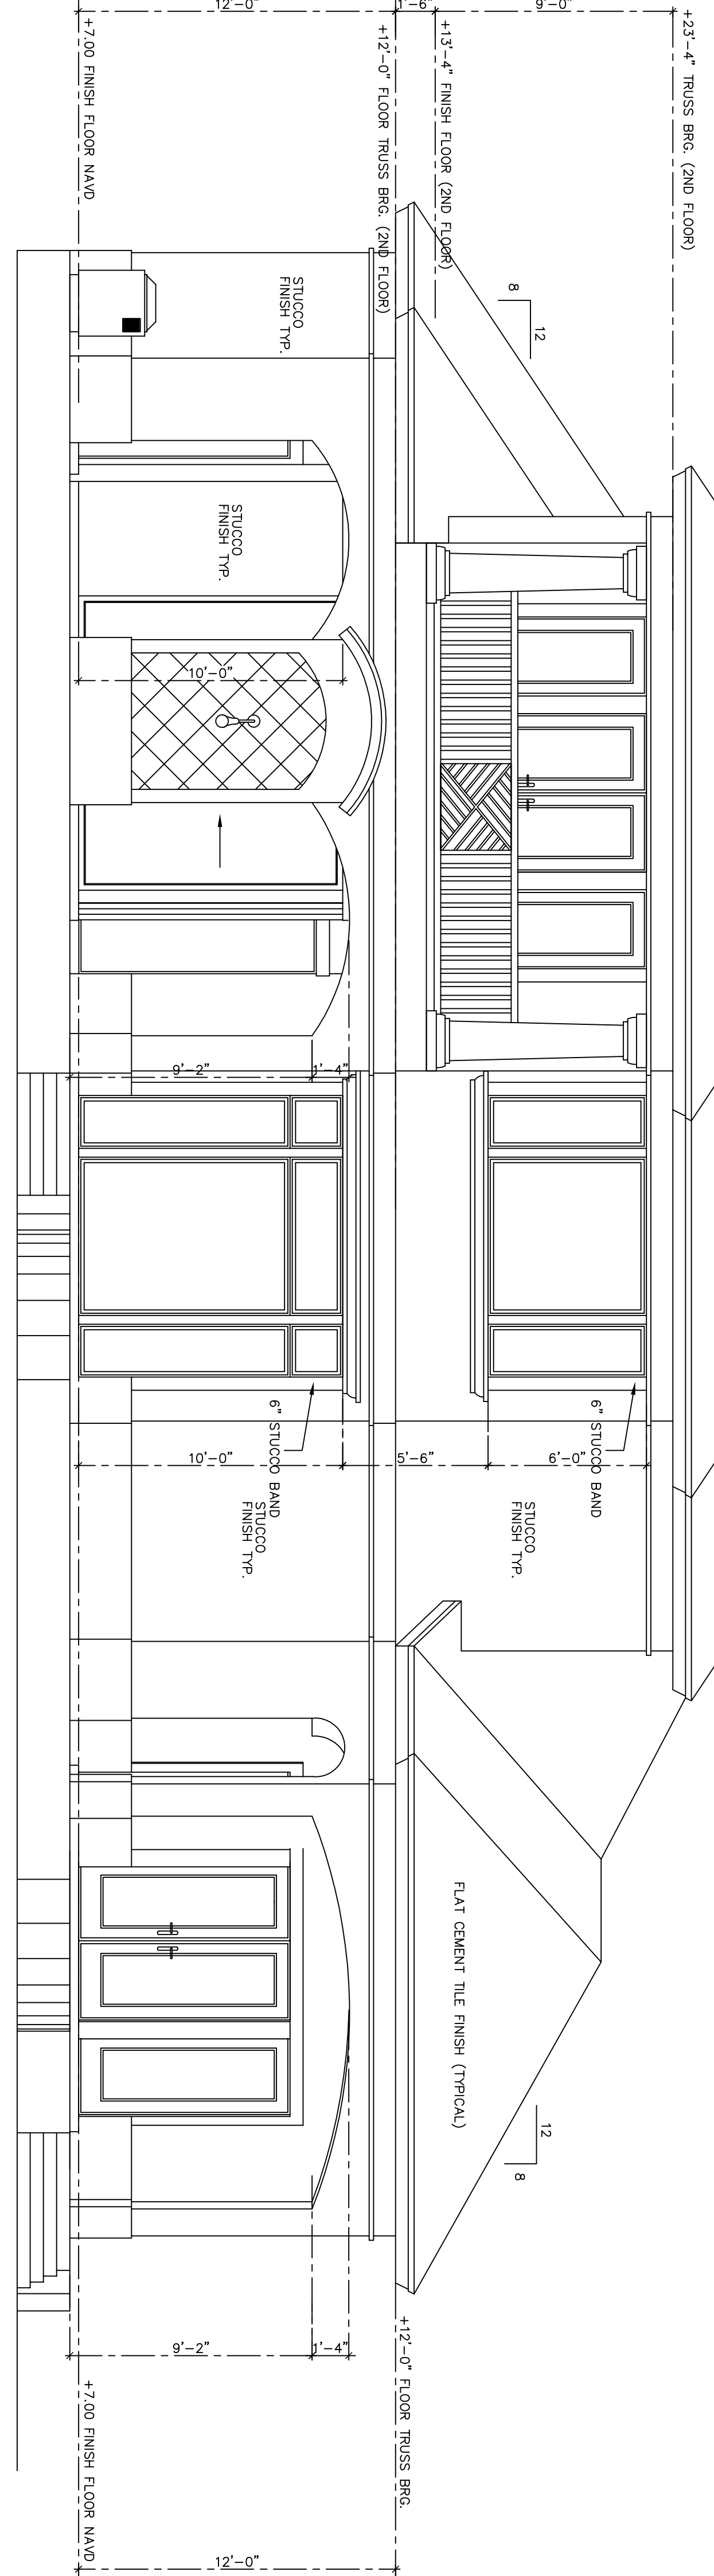 +23'-4" TRUSS BRG. (2ND FLOOR)
9'-0"
+13'-4" FINISH FLOOR (2ND FLOOR)
1'-6"
+12'-0" FLOOR TRUSS BRG. (2ND FLOOR)
12'-0"
+7.00 FINISH FLOOR NAVD
8
12
STUCCO
FINISH TYP.
STUCCO
FINISH TYP.
10'-0"
9'-2"
1'-4"
6" STUCCO BAND
6" STUCCO BAND
6'-0"
5'-6"
10'-0"
STUCCO
FINISH TYP.
STUCCO
FINISH TYP.
FLAT CEMENT TILE FINISH (TYPICAL)
12
8
9'-2"
1'-4"
+12'-0" FLOOR TRUSS BRG.
+7.00 FINISH FLOOR NAVD
12'-0"